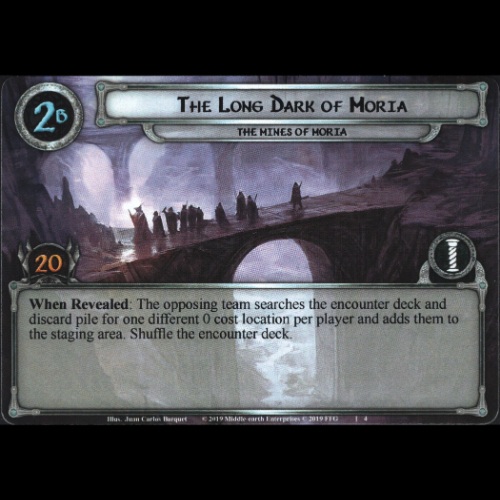 2B
The Long Dark of Moria
The Mines of Moria
20
When Revealed: The opposing team searches the encounter deck and
discard pile for one different 0 cost location per player and adds them to
the staging area. Shuffle the encounter deck.
Illus. Juan Carlos Barquet © 2019 Middle-earth Enterprises © 2019 FFG 1 4